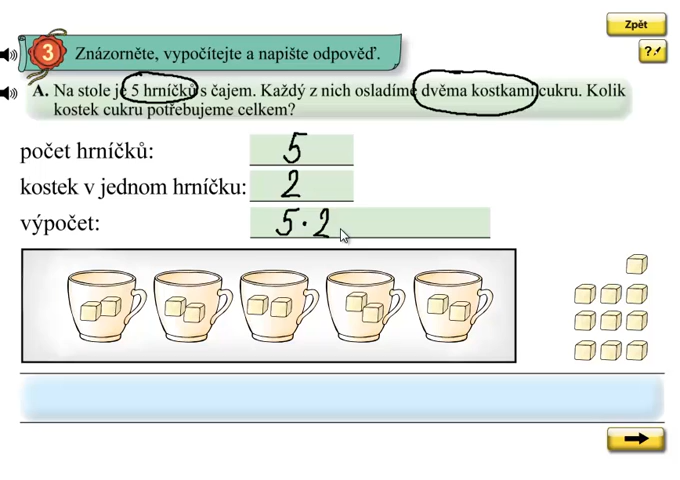 Zpět
3 Znázorněte, vypočítejte a napište odpověď.
?
A. Na stole je 5 hrníčků s čajem. Každý z nich osladíme dvěma kostkami cukru. Kolik
kostek cukru potřebujeme celkem?
počet hrníčků: 5
kostek v jednom hrníčku: 2
výpočet: 5 · 2